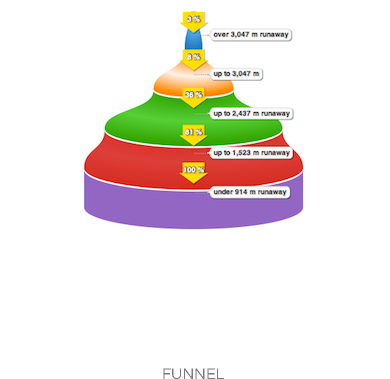 3 %
over 3,047 m runaway
8 %
up to 3,047 m
36 %
up to 2,437 m runaway
81 %
up to 1,523 m runaway
100 %
under 914 m runaway
FUNNEL